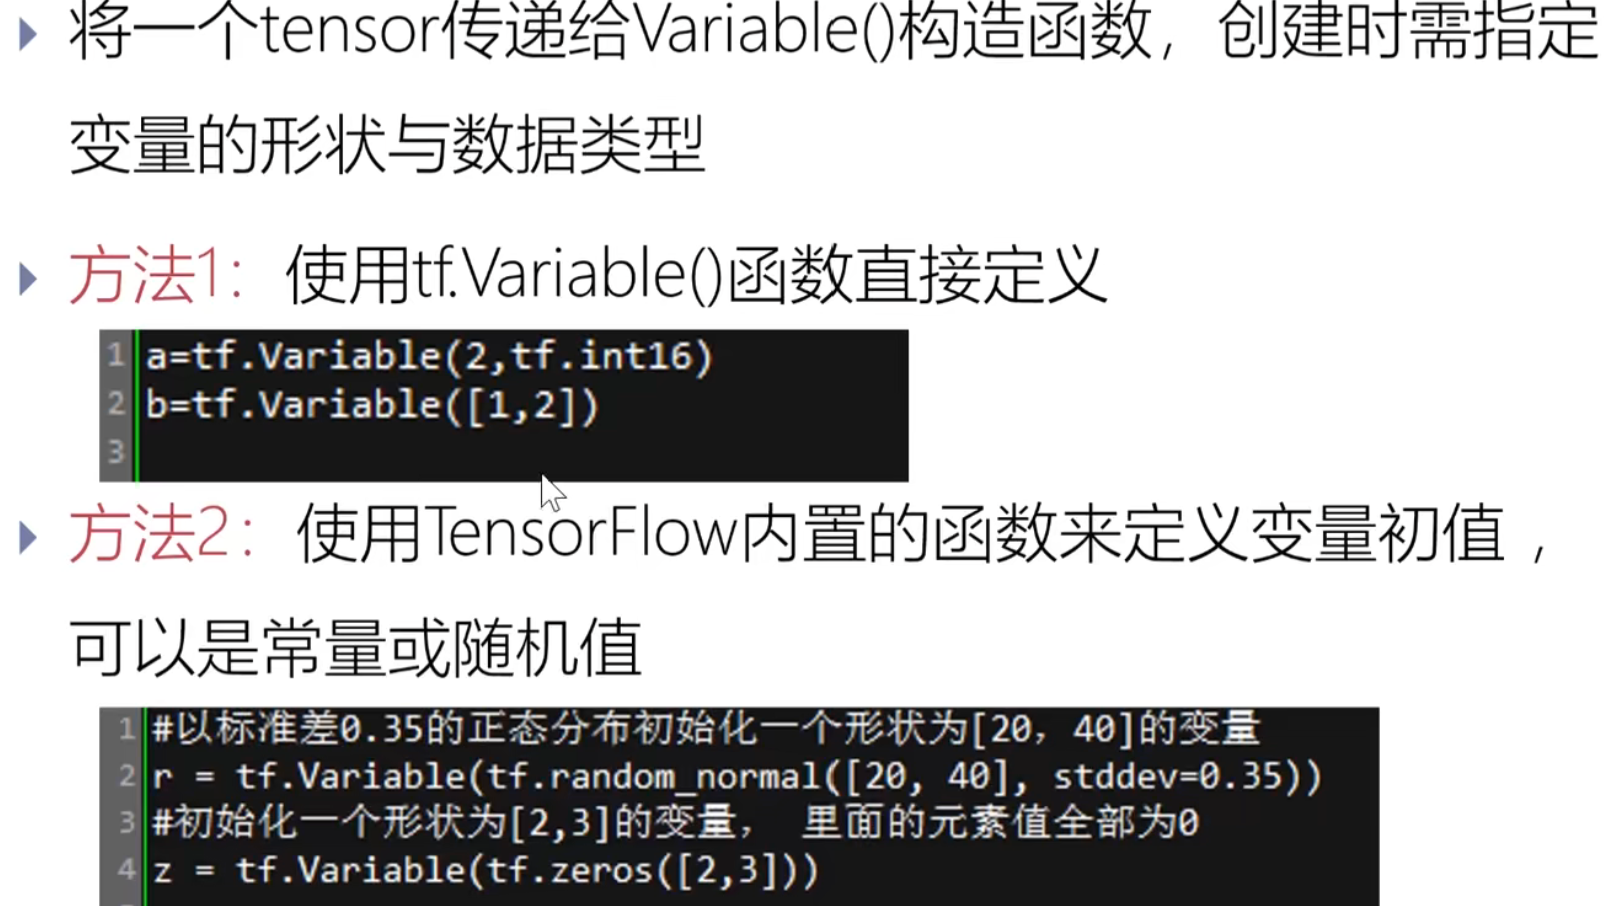 将一个tensor传递给Variable()构造函数，创建时需指定
变量的形状与数据类型
方法1：使用tf.Variable()函数直接定义
1 a=tf.Variable(2,tf.int16)
2 b=tf.Variable([1,2])
3
方法2：使用TensorFlow内置的函数来定义变量初值，
可以是常量或随机值
1 #以标准差0.35的正态分布初始化一个形状为[20，40]的变量
2 r = tf.Variable(tf.random_normal([20, 40], stddev=0.35))
3 #初始化一个形状为[2,3]的变量， 里面的元素值全部为0
4 z = tf.Variable(tf.zeros([2,3]))